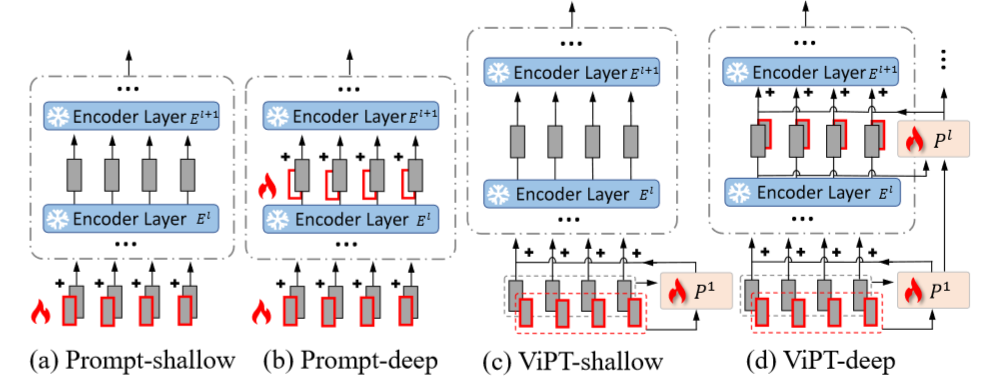 ...
Encoder Layer E^{l+1}
Encoder Layer E^l
...
+ + + +
(a) Prompt-shallow
...
Encoder Layer E^{l+1}
+ + + +
Encoder Layer E^l
...
+ + + +
(b) Prompt-deep
...
Encoder Layer E^{l+1}
Encoder Layer E^l
...
+ + + +
P^1
(c) ViPT-shallow
...
Encoder Layer E^{l+1}
+ + + +
...
P^l
Encoder Layer E^l
...
+ + + +
P^1
(d) ViPT-deep